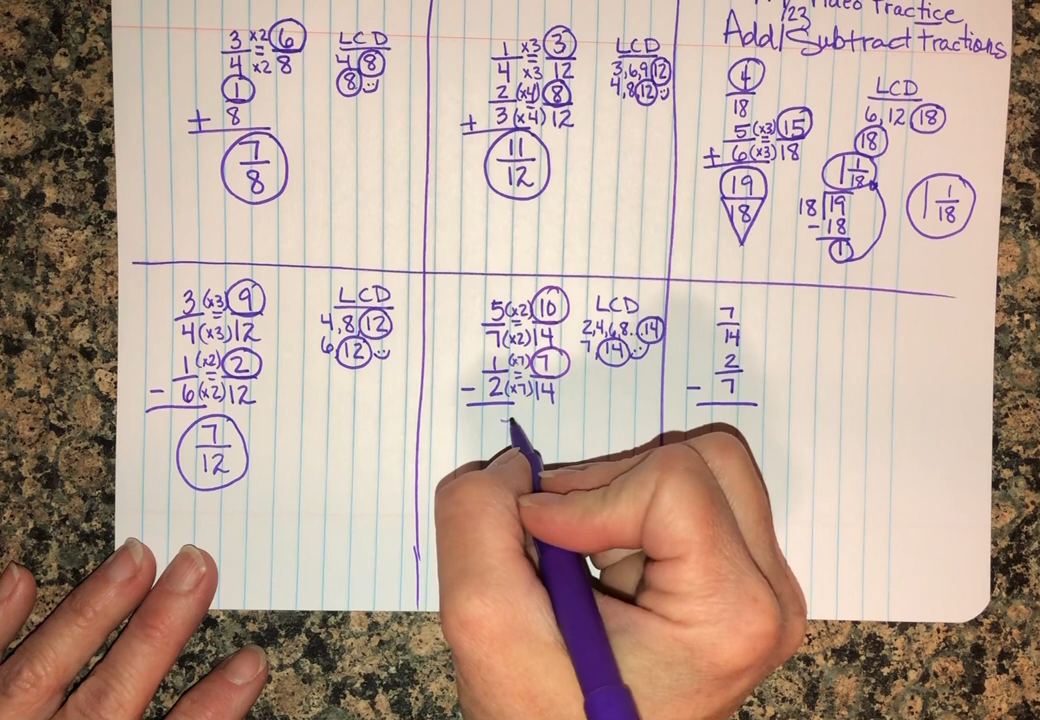 Video Practice
1/23
Add/Subtract Fractions
3 x2 6
4 = x2 8
1
+ 8
7
8
LCD
4, 8
8
1 x3 3
4 = x3 12
2 (x4) 8
+ 3 (x4) 12
11
12
LCD
3, 6, 9, 12
4, 8, 12
4
18
5 (x3) 15
+ 6 (x3) 18
19
18
LCD
6, 12, 18
18
1 1/18
18 19
- 18
1
1 1/18
3 (x3) 9
4 (x3) 12
1 (x2) 2
- 6 (x2) 12
7
12
LCD
4, 8, 12
6, 12
5 (x2) 10
7 (x2) 14
1 (x7) 7
- 2 (x7) 14
LCD
2, 4, 6, 8.. 14
7, 14
7
14
2
- 7